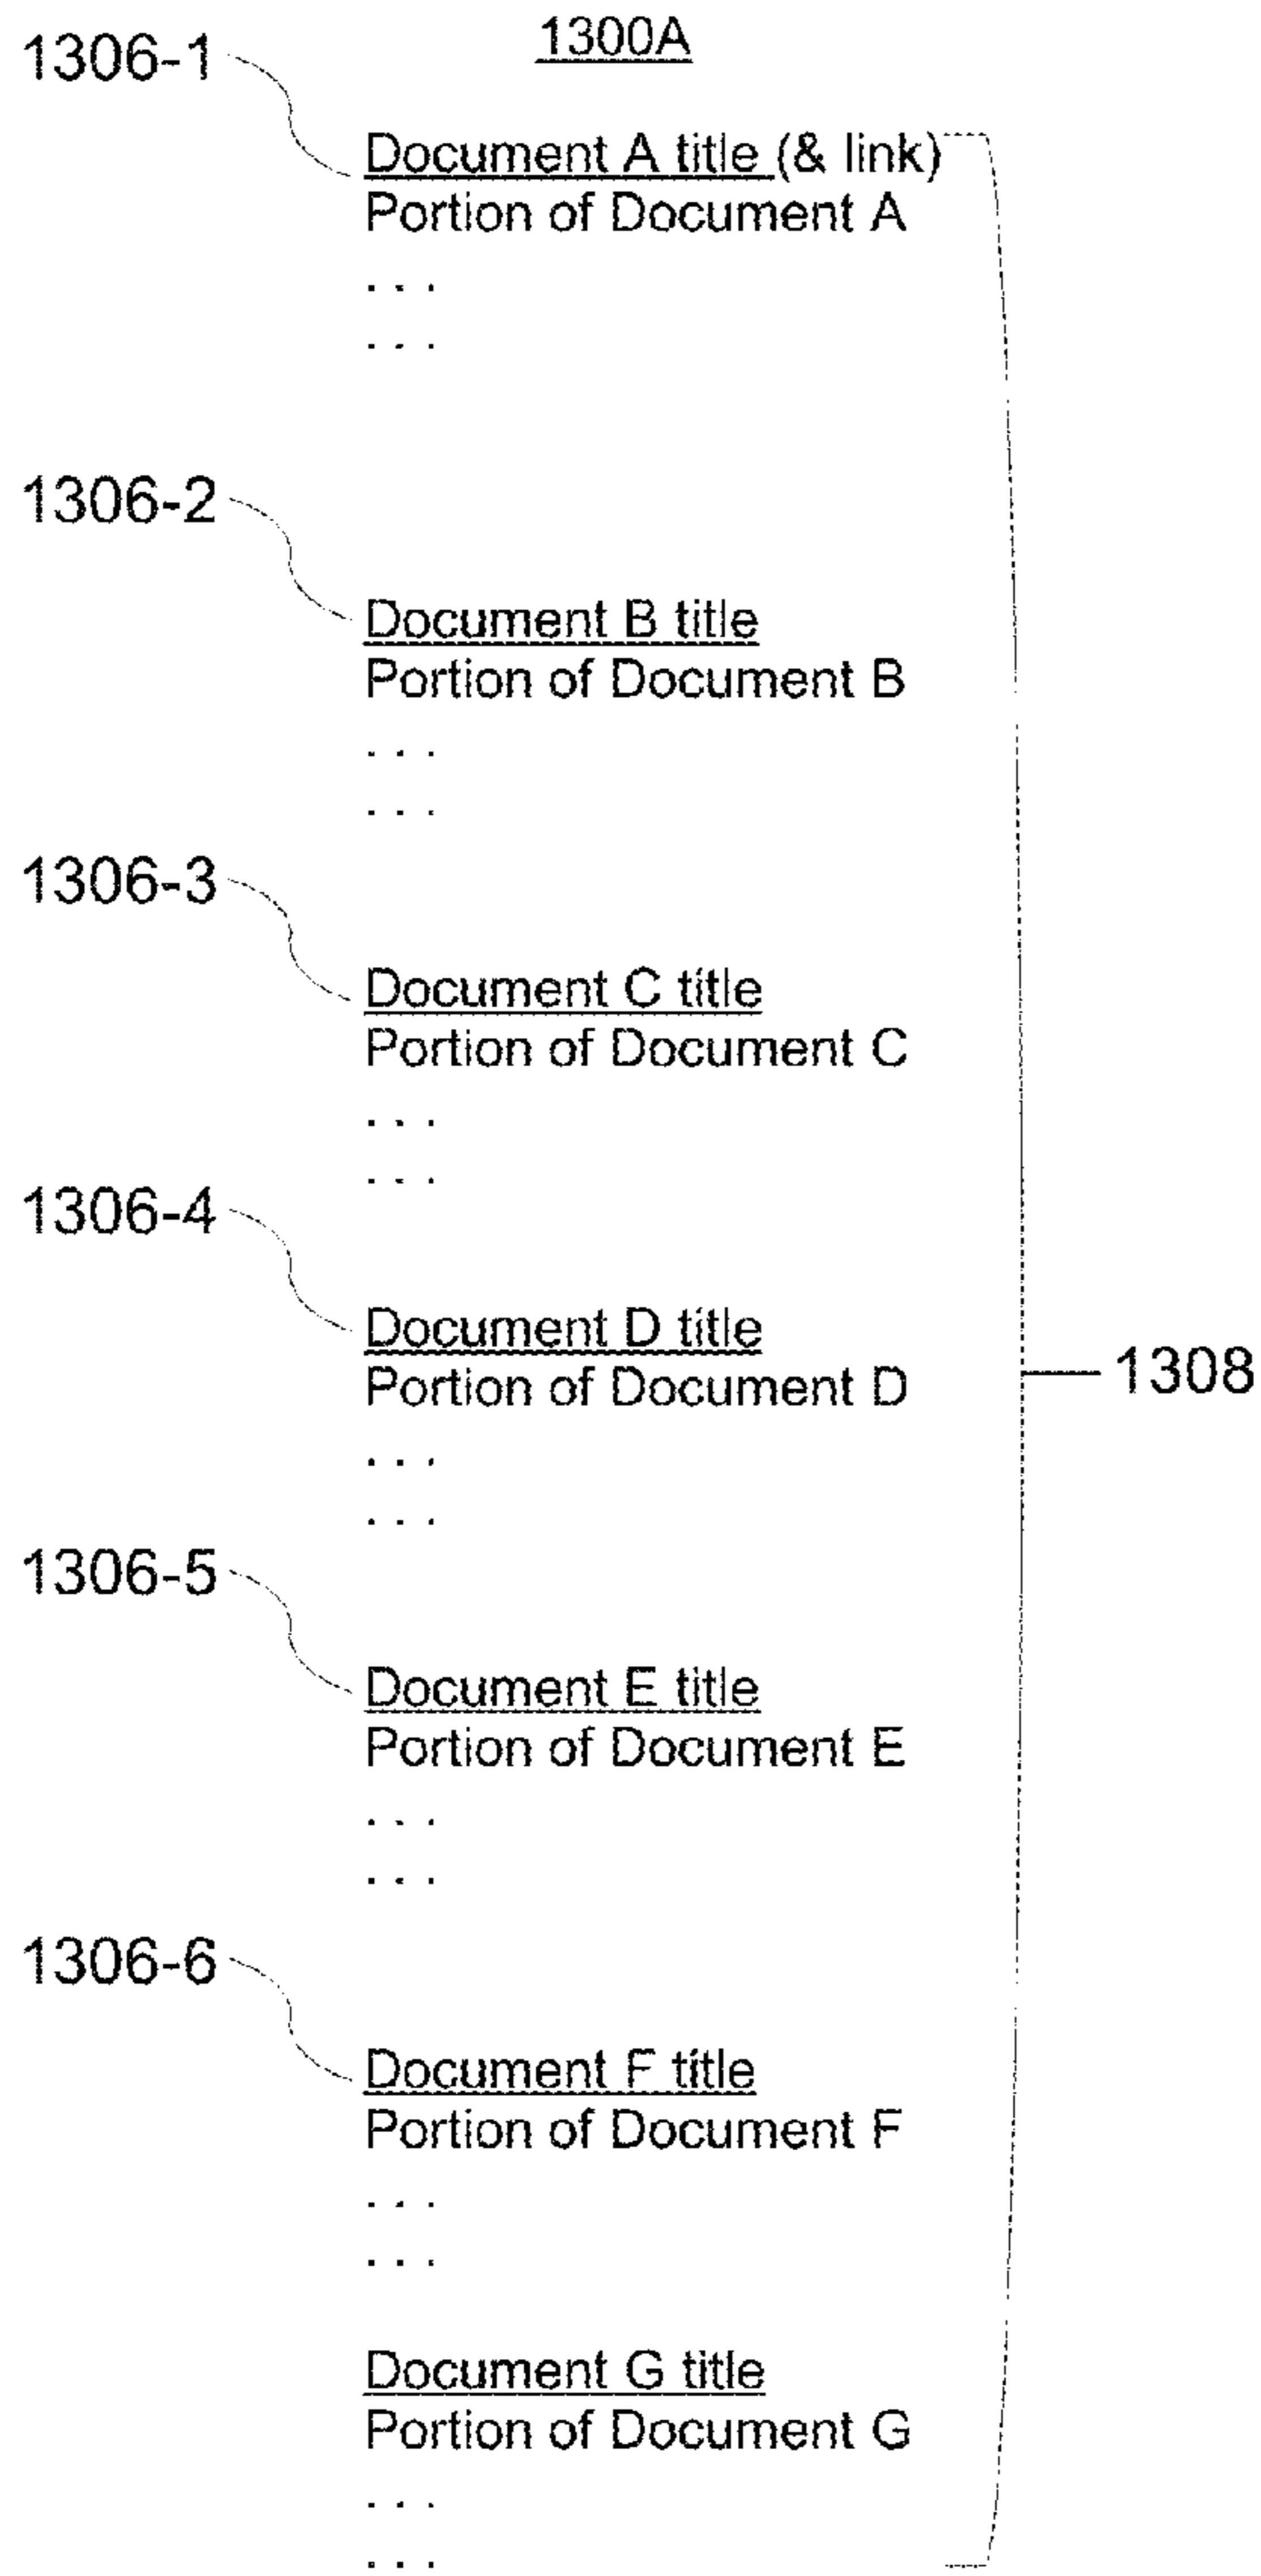 1300A
1306-1
Document A title (& link)
Portion of Document A
. . .
. . .
1306-2
Document B title
Portion of Document B
. . .
. . .
1306-3
Document C title
Portion of Document C
. . .
. . .
1306-4
Document D title
Portion of Document D
1308
. . .
. . .
1306-5
Document E title
Portion of Document E
. . .
. . .
1306-6
Document F title
Portion of Document F
. . .
. . .
Document G title
Portion of Document G
. . .
. . .